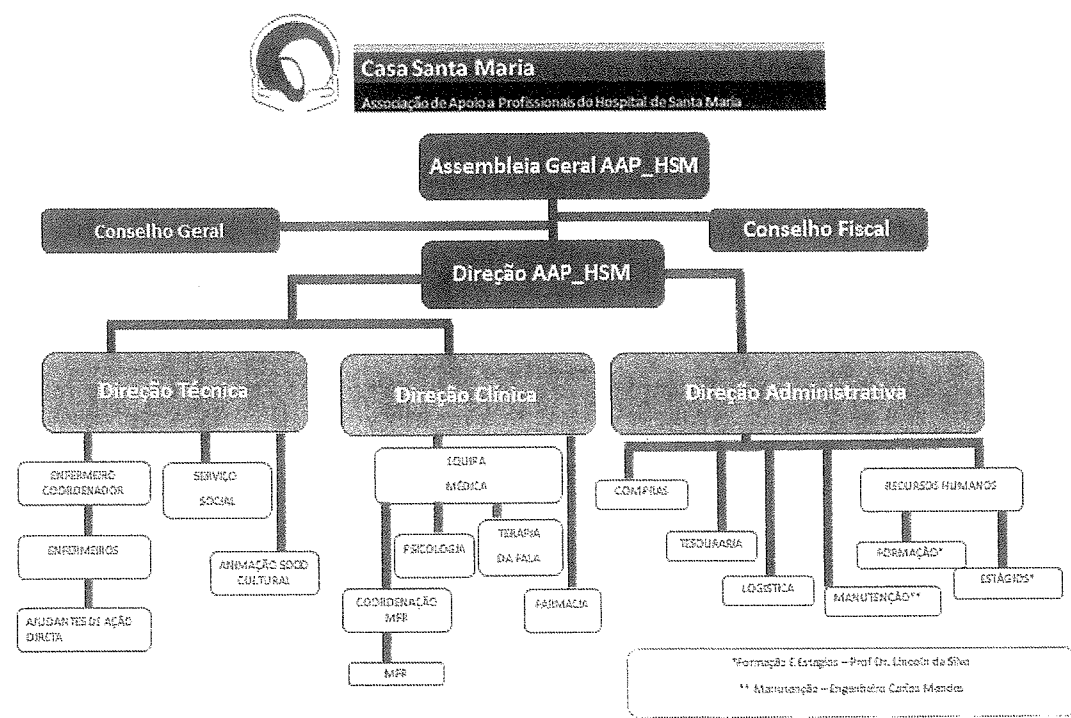 Casa Santa Maria
Associação de Apoio a Profissionais do Hospital de Santa Maria
Assembleia Geral AAP_HSM
Conselho Geral
Conselho Fiscal
Direção AAP_HSM
Direção Técnica
Direção Clínica
Direção Administrativa
ENFERMEIRO
COORDENADOR
SERVIÇO
SOCIAL
EQUIPA
MÉDICA
COMPRAS
RECURSOS HUMANOS
ENFERMEIROS
ANIMAÇÃO SOCIO
CULTURAL
PSICOLOGIA
TERAPIA
DA FALA
TESOURARIA
FORMAÇÃO*
ESTÁGIOS*
AJUDANTES DE AÇÃO
DIRETA
COORDENAÇÃO
MFR
FARMACIA
LOGISTICA
MANUTENÇÃO**
MFR
*Formação E Estagios – Prof Dr. Lincoln da Silva
** Manutenção – Engenheiro Carlos Mendes